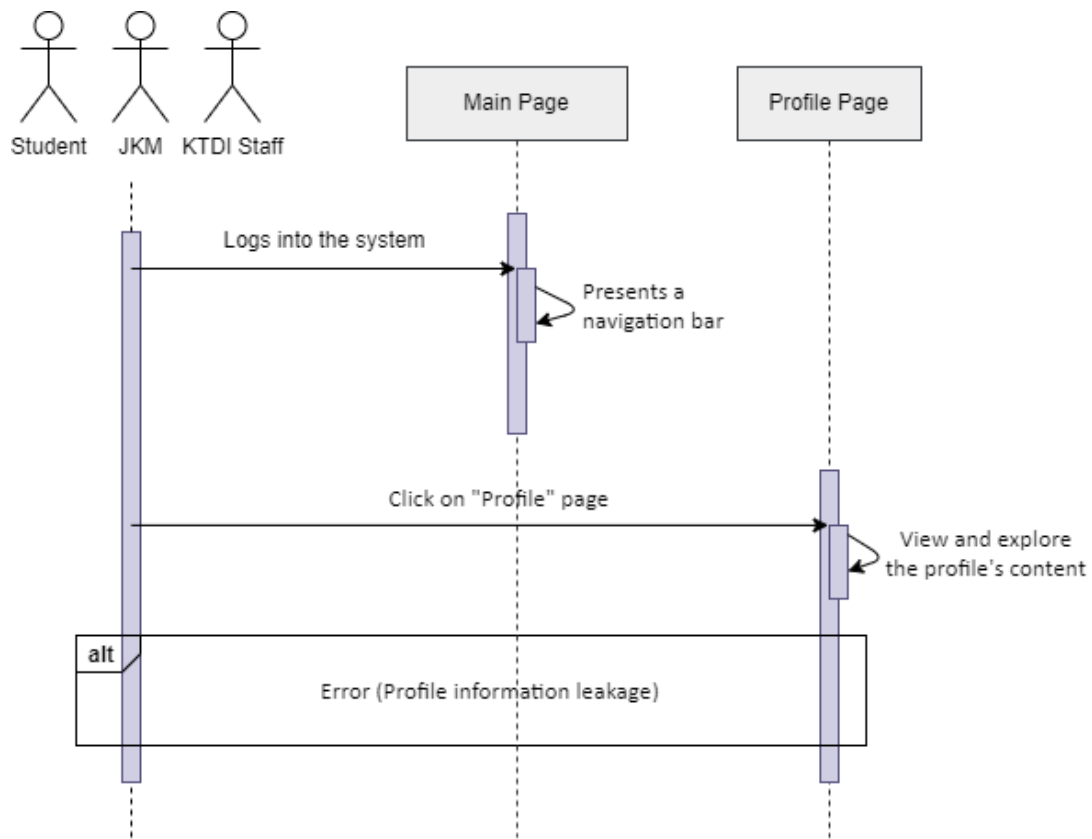 Main Page
Profile Page
Student
JKM
KTDI Staff
Logs into the system
Presents a
navigation bar
Click on "Profile" page
View and explore
the profile's content
alt
Error (Profile information leakage)